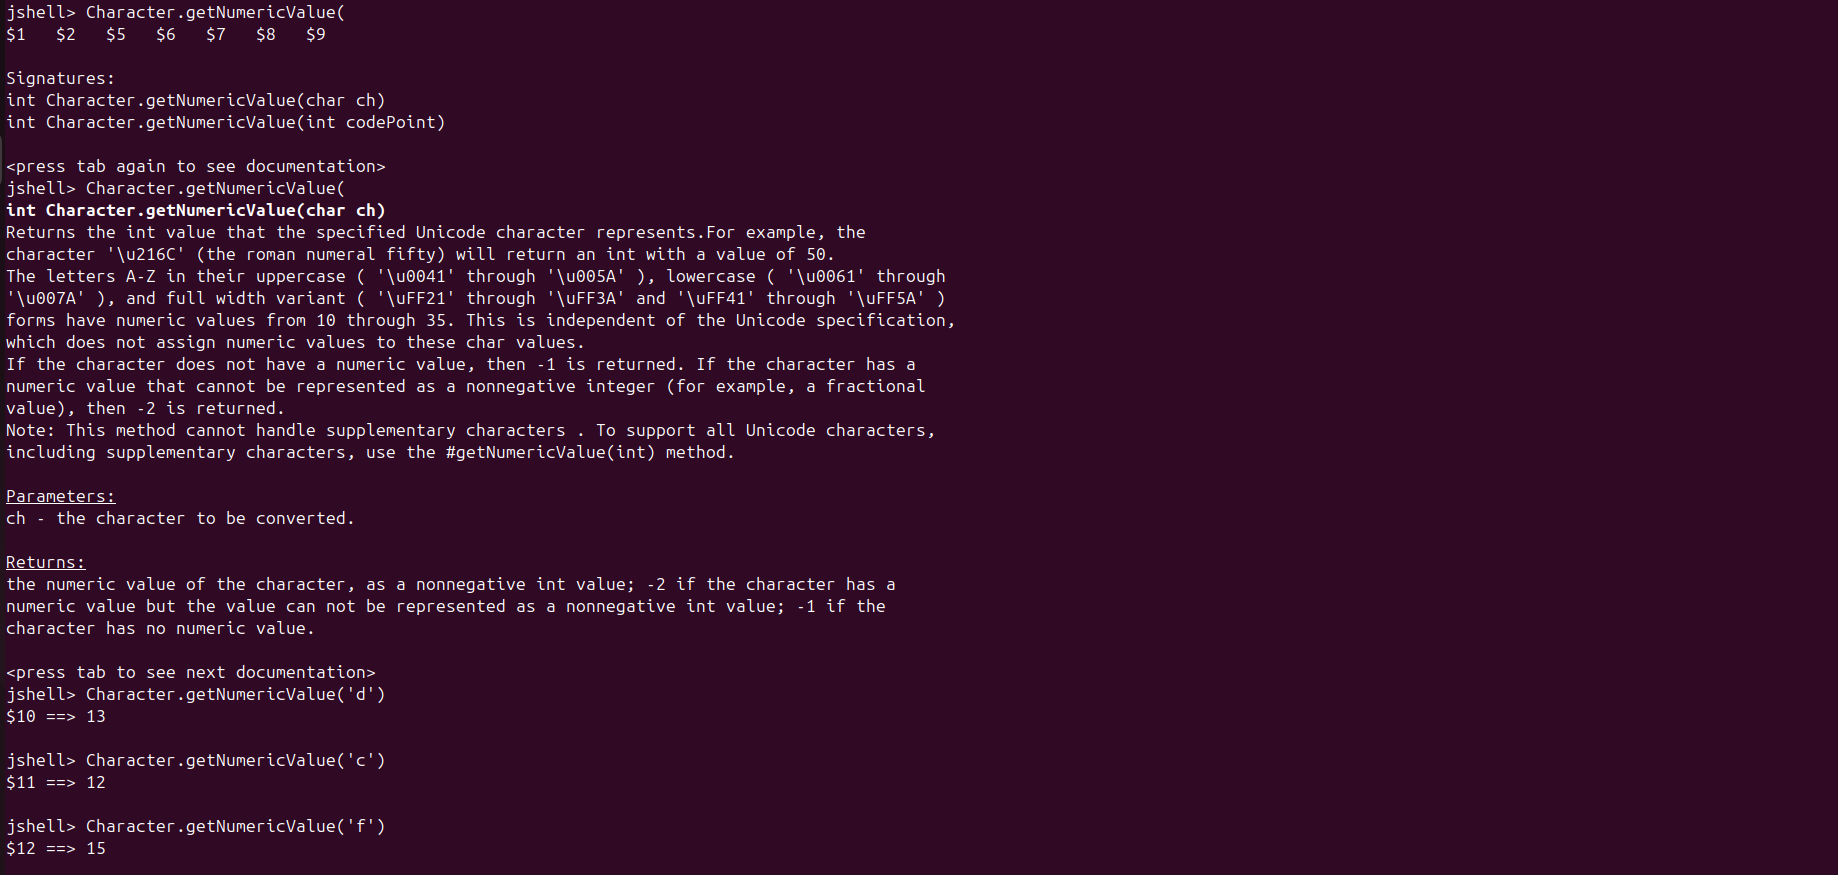 jshell> Character.getNumericValue(
$1   $2   $5   $6   $7   $8   $9
Signatures:
int Character.getNumericValue(char ch)
int Character.getNumericValue(int codePoint)
<press tab again to see documentation>
jshell> Character.getNumericValue(
int Character.getNumericValue(char ch)
Returns the int value that the specified Unicode character represents.For example, the
character '\u216C' (the roman numeral fifty) will return an int with a value of 50.
The letters A-Z in their uppercase ( '\u0041' through '\u005A' ), lowercase ( '\u0061' through
'\u007A' ), and full width variant ( '\uFF21' through '\uFF3A' and '\uFF41' through '\uFF5A' )
forms have numeric values from 10 through 35. This is independent of the Unicode specification,
which does not assign numeric values to these char values.
If the character does not have a numeric value, then -1 is returned. If the character has a
numeric value that cannot be represented as a nonnegative integer (for example, a fractional
value), then -2 is returned.
Note: This method cannot handle supplementary characters . To support all Unicode characters,
including supplementary characters, use the #getNumericValue(int) method.
Parameters:
ch - the character to be converted.
Returns:
the numeric value of the character, as a nonnegative int value; -2 if the character has a
numeric value but the value can not be represented as a nonnegative int value; -1 if the
character has no numeric value.
<press tab to see next documentation>
jshell> Character.getNumericValue('d')
$10 ==> 13
jshell> Character.getNumericValue('c')
$11 ==> 12
jshell> Character.getNumericValue('f')
$12 ==> 15